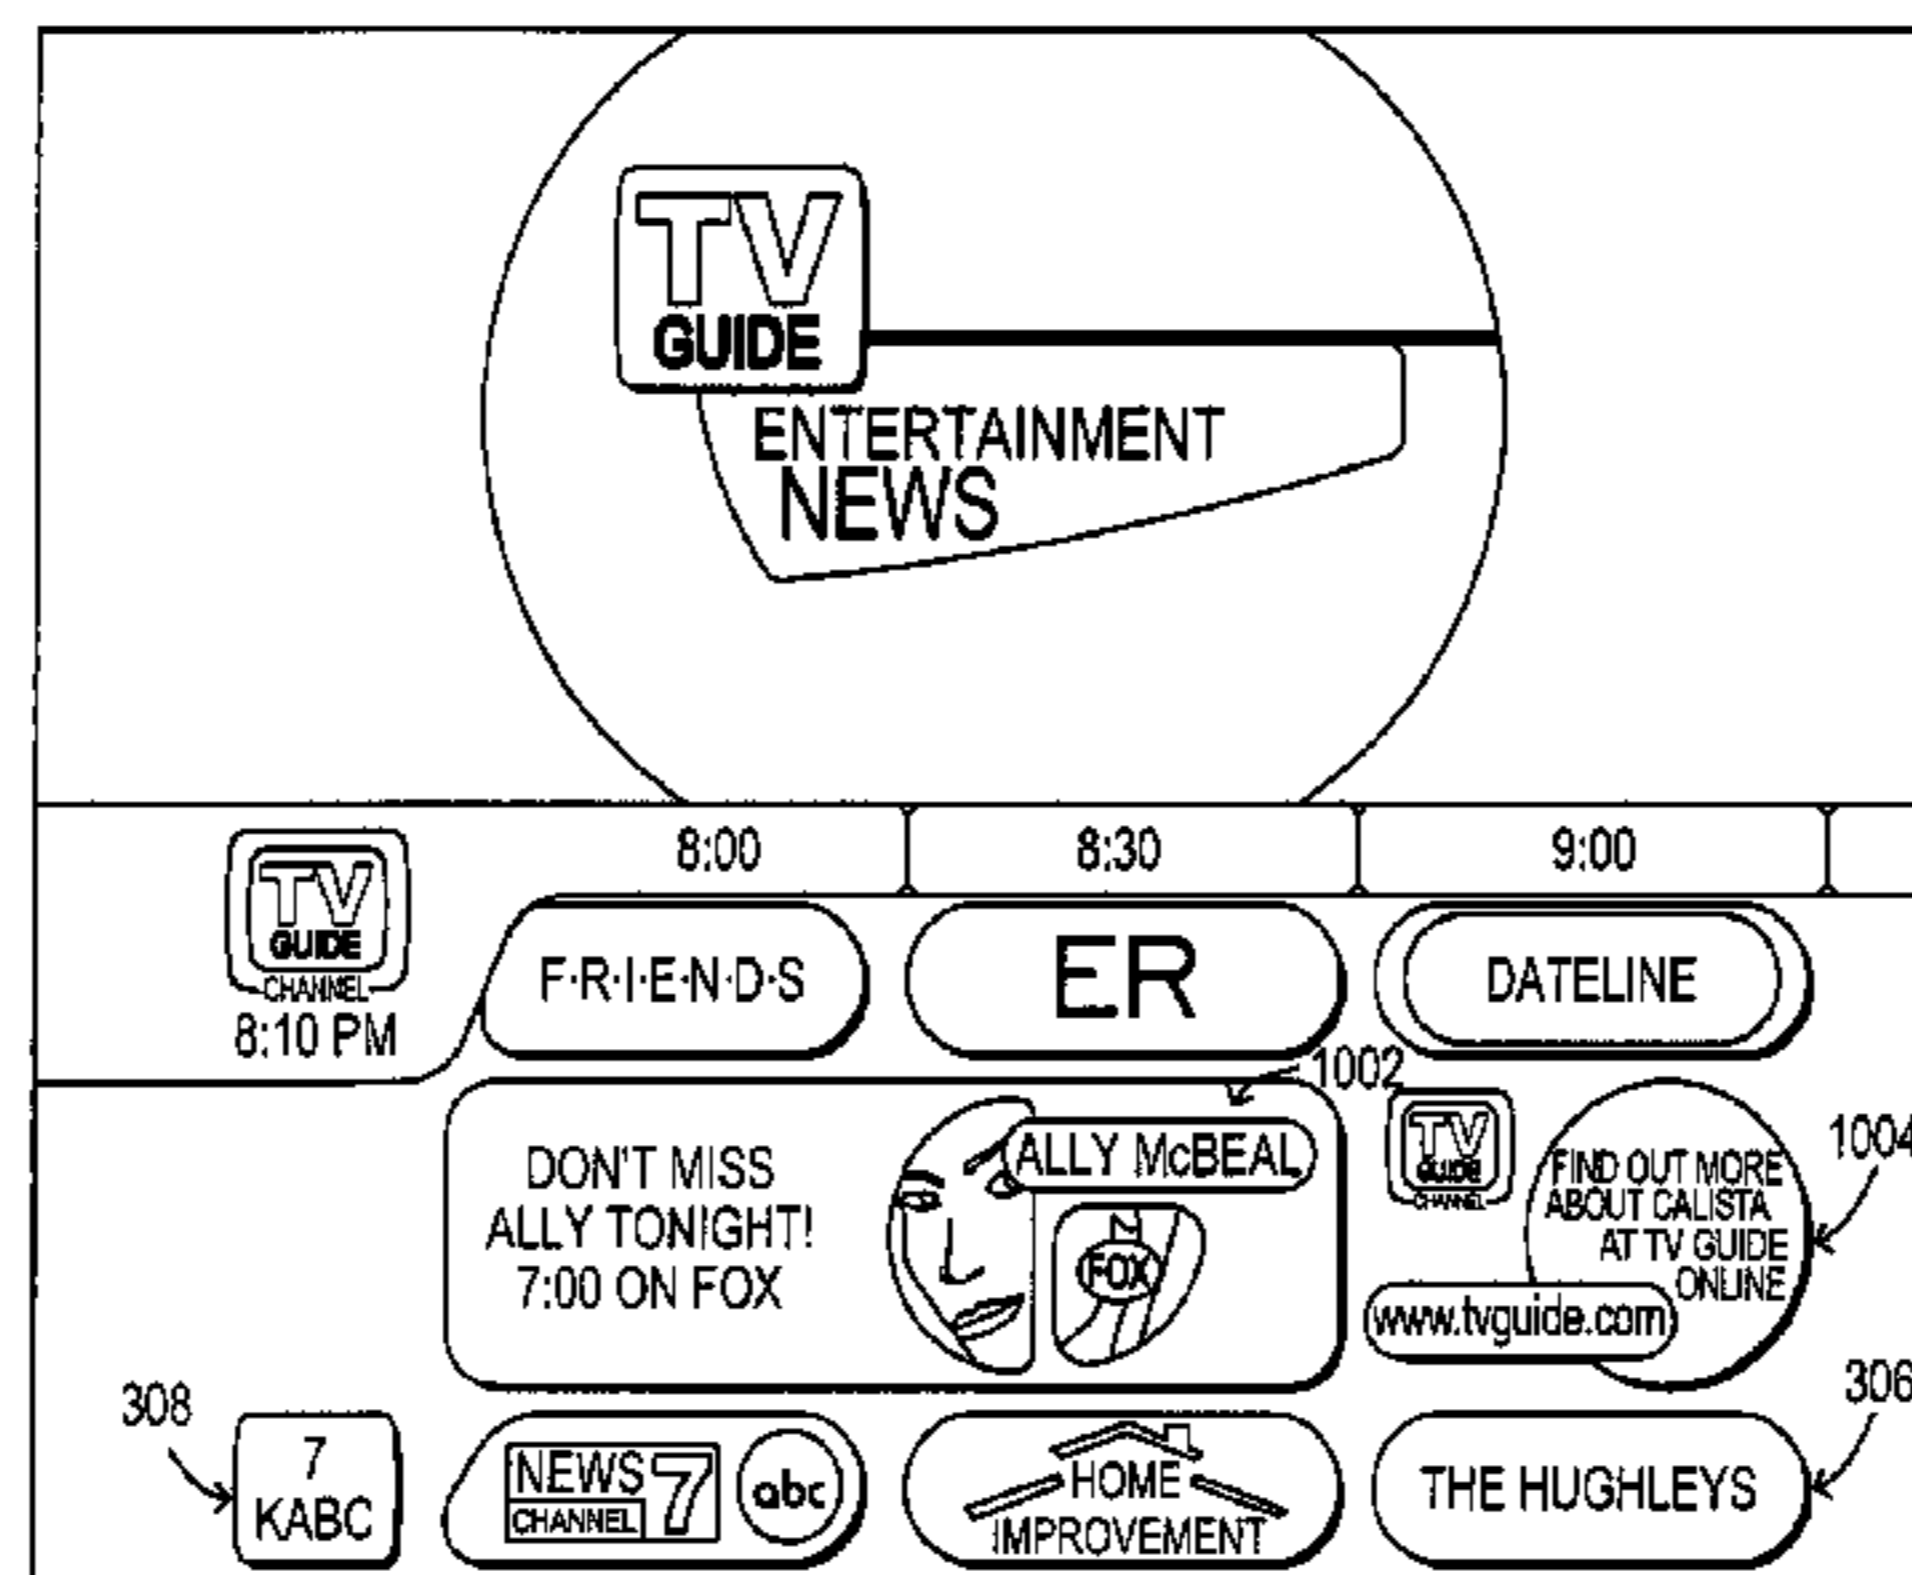 TV
GUIDE
ENTERTAINMENT
NEWS
8:00
8:30
9:00
TV
GUIDE
CHANNEL
8:10 PM
F·R·I·E·N·D·S
ER
DATELINE
1002
DON'T MISS
ALLY TONIGHT!
7:00 ON FOX
ALLY McBEAL
FOX
TV
GUIDE
CHANNEL
FIND OUT MORE
ABOUT CALISTA
AT TV GUIDE
ONLINE
www.tvguide.com
1004
308
306
7
KABC
NEWS
CHANNEL
7
abc
HOME
IMPROVEMENT
THE HUGHLEYS